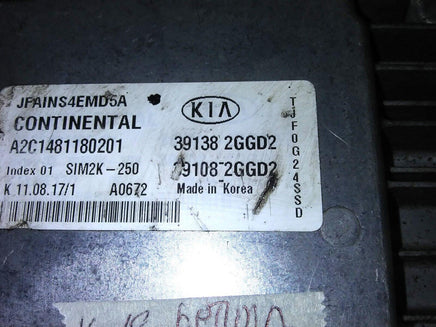 JFAINS4EMD5A
KIA
CONTINENTAL
A2C1481180201
39138 2GGD2
Index 01 SIM2K-250
39108-2GGD2
K 11.08.17/1 A0672
Made in Korea
TJFOG24SSD